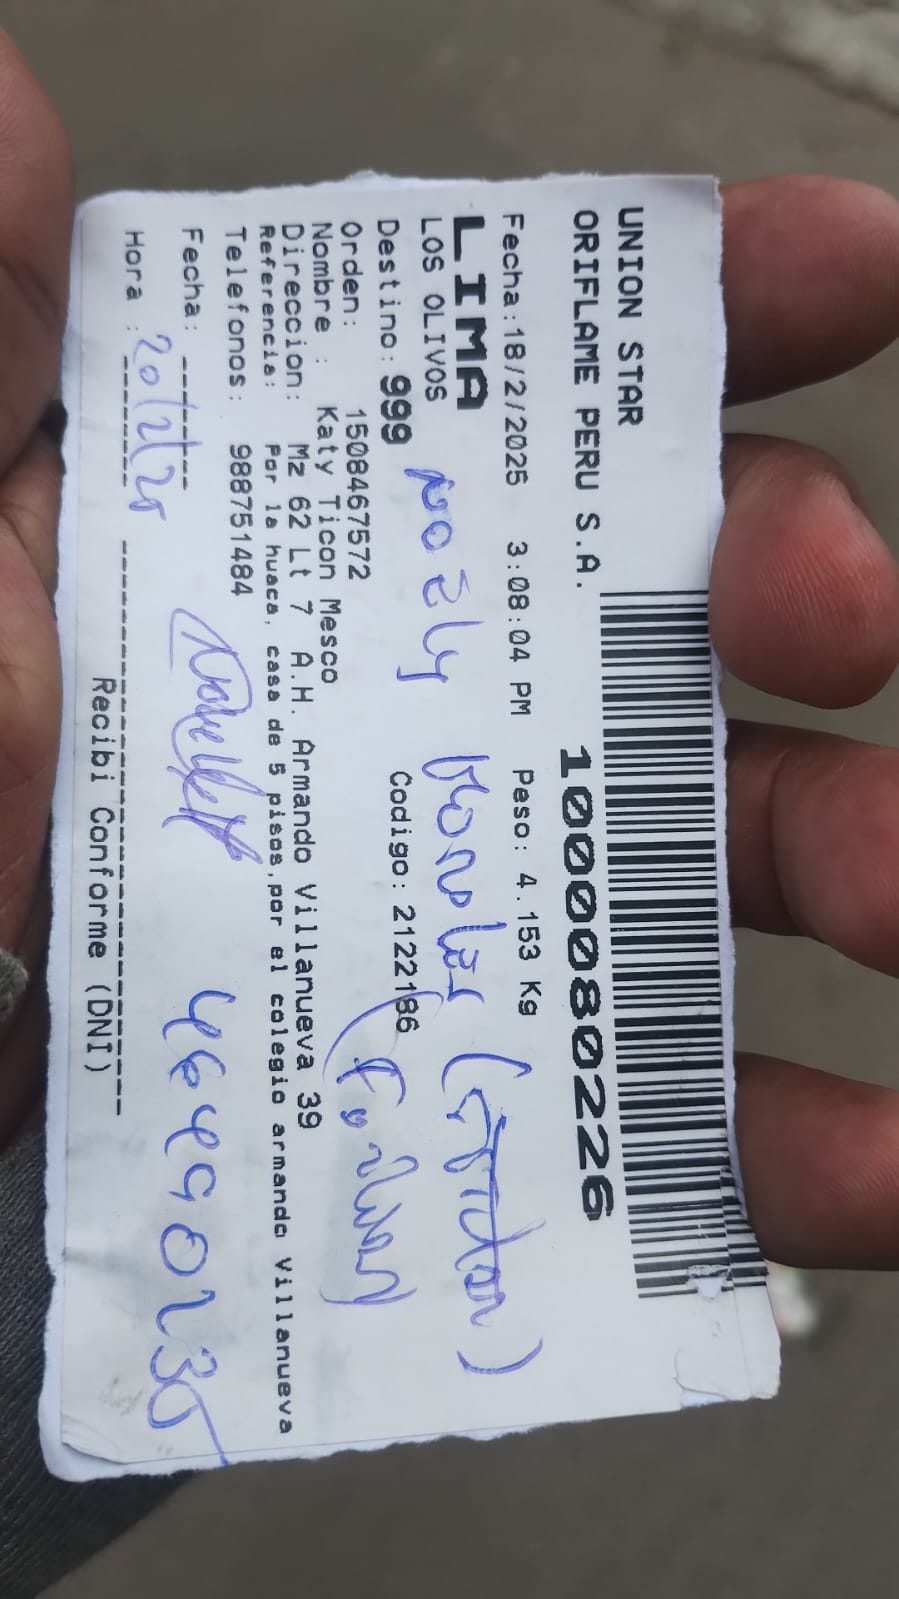 UNION STAR
ORIFLAME PERU S.A.
1000080226
Fecha:18/2/2025 3:08:04 PM Peso: 4.153 Kg
LIMA
LOS OLIVOS
Destino: 999 Codigo: 2122186
Orden: 1508467572
Nombre : Katy Ticon Mesco
Direccion: Mz 62 Lt 7 A.H. Armando Villanueva 39
Referencia: Por la huaca, casa de 5 pisos,por el colegio armando villanueva
Telefonos: 988751484
Fecha:
20/2/25
Hora :
Recibi Conforme (DNI)